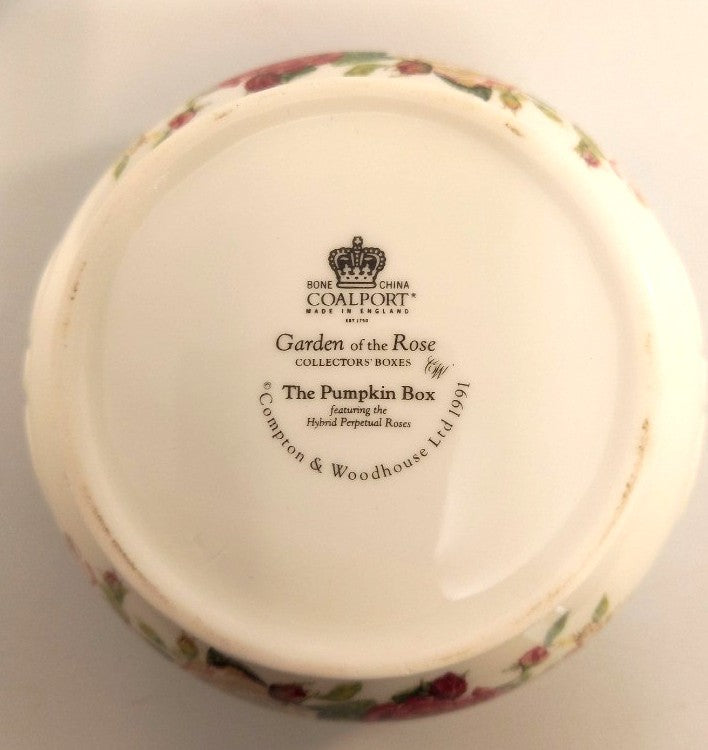 BONE CHINA
COALPORT*
MADE IN ENGLAND
EST 1750
Garden of the Rose
COLLECTORS' BOXES
CW
The Pumpkin Box
featuring the
Hybrid Perpetual Roses
© Compton & Woodhouse Ltd 1991